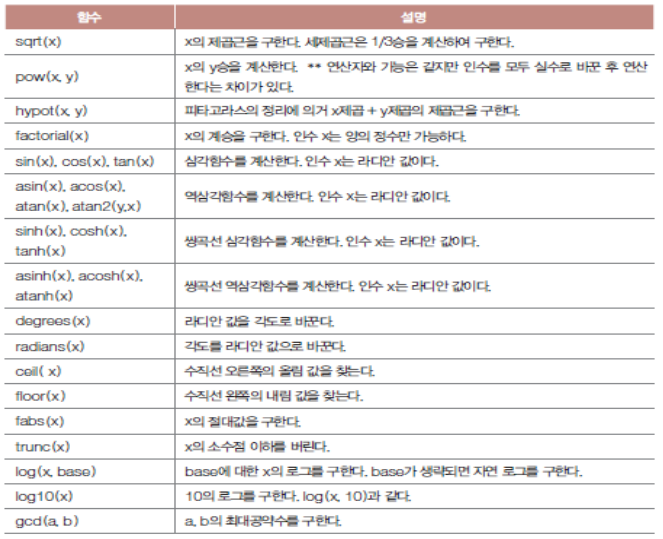 함수 설명
sqrt(x) x의 제곱근을 구한다. 세제곱근은 1/3승을 계산하여 구한다.
pow(x, y) x의 y승을 계산한다. ** 연산자와 기능은 같지만 인수를 모두 실수로 바꾼 후 연산
한다는 차이가 있다.
hypot(x, y) 피타고라스의 정리에 의거 x제곱 + y제곱의 제곱근을 구한다.
factorial(x) x의 계승을 구한다. 인수 x는 양의 정수만 가능하다.
sin(x), cos(x), tan(x) 삼각함수를 계산한다. 인수 x는 라디안 값이다.
asin(x), acos(x),
atan(x), atan2(y,x) 역삼각함수를 계산한다. 인수 x는 라디안 값이다.
sinh(x), cosh(x),
tanh(x) 쌍곡선 삼각함수를 계산한다. 인수 x는 라디안 값이다.
asinh(x), acosh(x),
atanh(x) 쌍곡선 역삼각함수를 계산한다. 인수 x는 라디안 값이다.
degrees(x) 라디안 값을 각도로 바꾼다.
radians(x) 각도를 라디안 값으로 바꾼다.
ceil( x) 수직선 오른쪽의 올림 값을 찾는다.
floor(x) 수직선 왼쪽의 내림 값을 찾는다.
fabs(x) x의 절대값을 구한다.
trunc(x) x의 소수점 이하를 버린다.
log(x, base) base에 대한 x의 로그를 구한다. base가 생략되면 자연 로그를 구한다.
log10(x) 10의 로그를 구한다. log(x, 10)과 같다.
gcd(a, b) a, b의 최대공약수를 구한다.